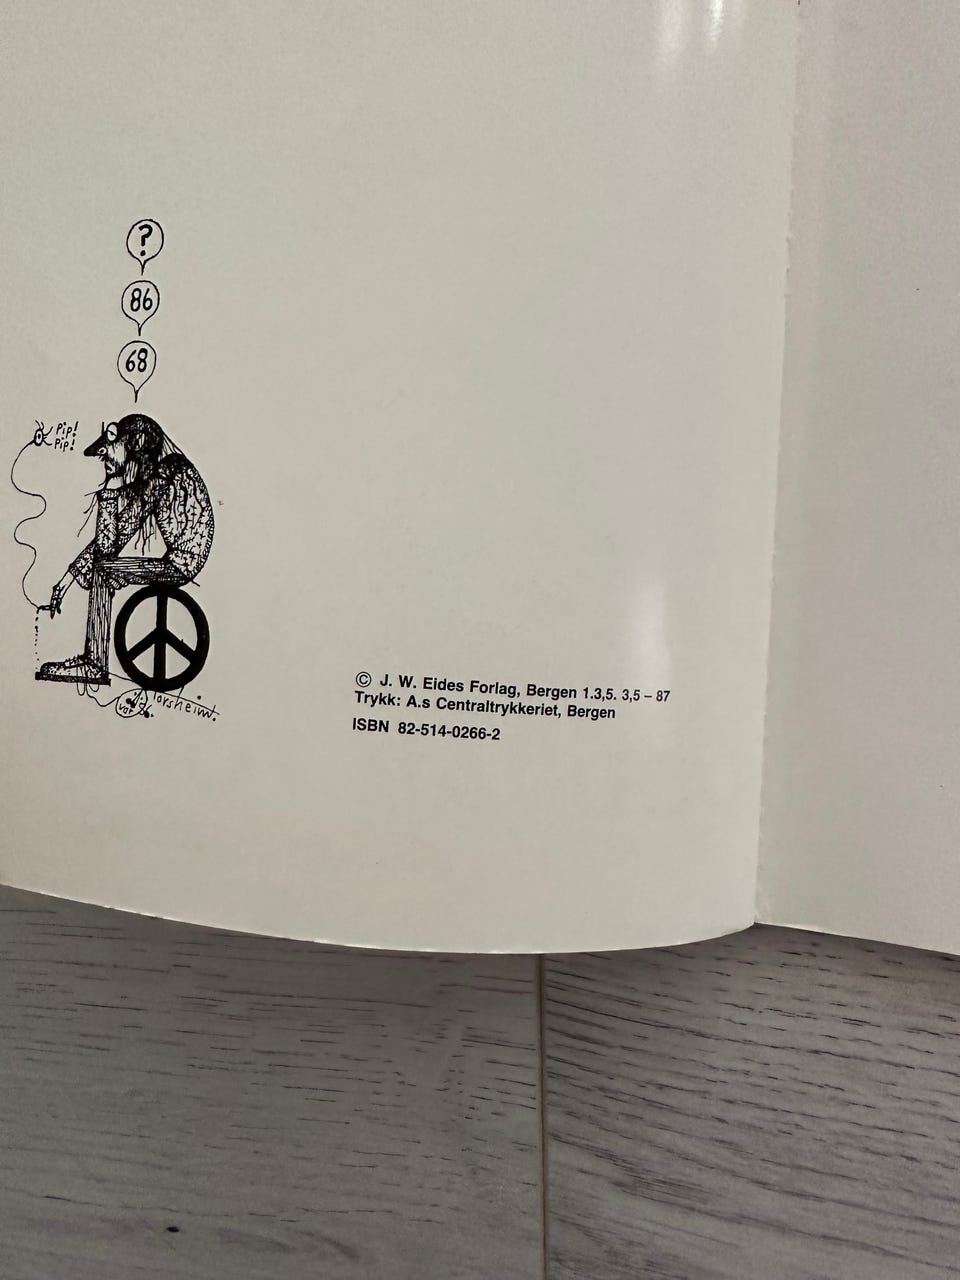 ?
86
68
Pip!
Pip!
© J. W. Eides Forlag, Bergen 1.3,5. 3,5 – 87
Trykk: A.s Centraltrykkeriet, Bergen
ISBN 82-514-0266-2